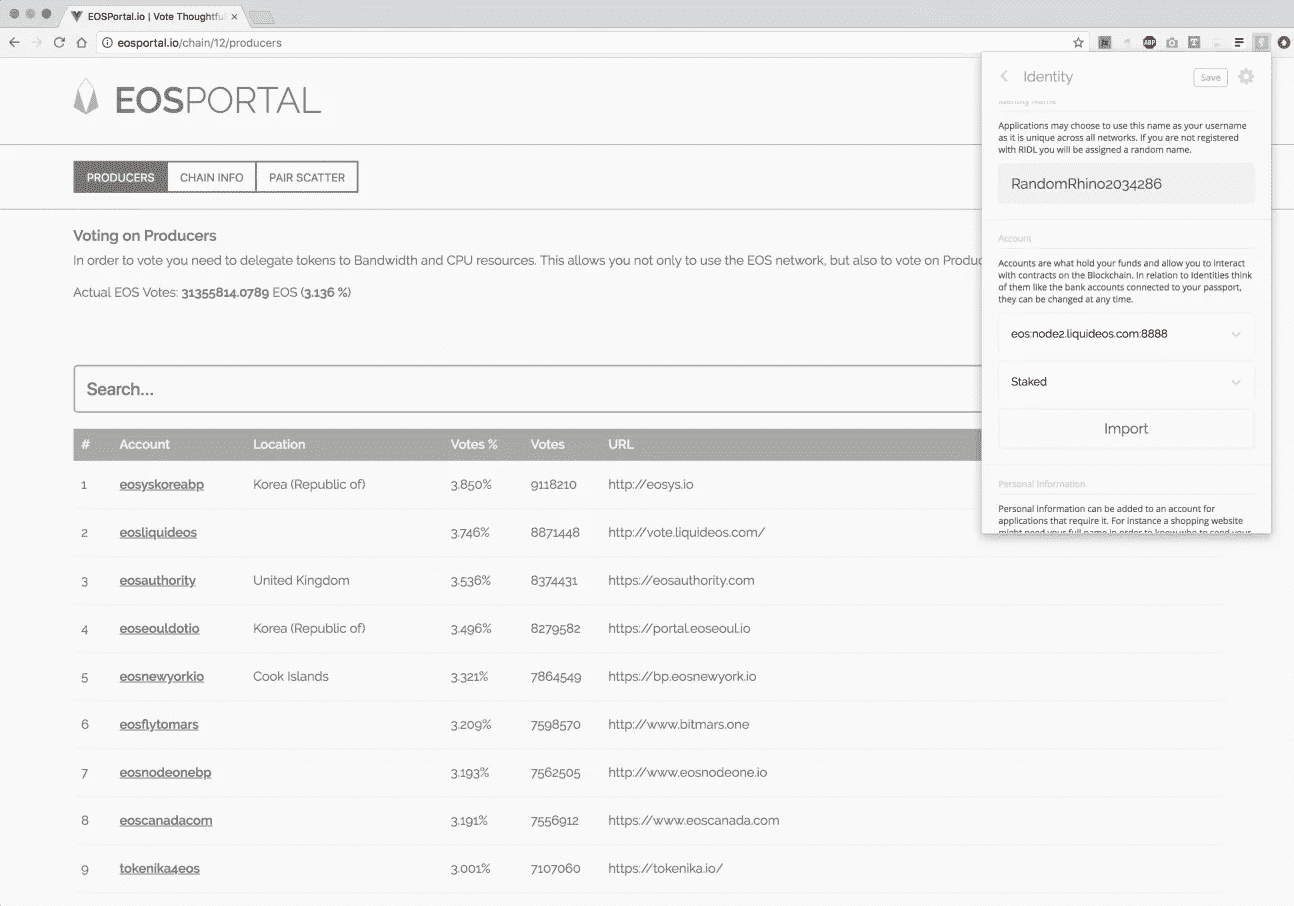 EOSPortal.io | Vote Thoughtfu
eosportal.io/chain/12/producers
EOSPORTAL
PRODUCERS CHAIN INFO PAIR SCATTER
Voting on Producers
In order to vote you need to delegate tokens to Bandwidth and CPU resources. This allows you not only to use the EOS network, but also to vote on Produc
Actual EOS Votes: 31355814.0789 EOS (3.136 %)
Search...
# Account Location Votes % Votes URL
1 eosyskoreabp Korea (Republic of) 3.850% 9118210 http://eosys.io
2 eosliquideos 3.746% 8871448 http://vote.liquideos.com/
3 eosauthority United Kingdom 3.536% 8374431 https://eosauthority.com
4 eoseouldotio Korea (Republic of) 3.496% 8279582 https://portal.eoseoul.io
5 eosnewyorkio Cook Islands 3.321% 7864549 https://bp.eosnewyork.io
6 eosflytomars 3.209% 7598570 http://www.bitmars.one
7 eosnodeonebp 3.193% 7562505 http://www.eosnodeone.io
8 eoscanadacom 3.191% 7556912 https://www.eoscanada.com
9 tokenika4eos 3.001% 7107060 https://tokenika.io/
ABP
Identity Save
Identity Name
Applications may choose to use this name as your username
as it is unique across all networks. If you are not registered
with RIDL you will be assigned a random name.
RandomRhino2034286
Account
Accounts are what hold your funds and allow you to interact
with contracts on the Blockchain. In relation to Identities think
of them like the bank accounts connected to your passport,
they can be changed at any time.
eos:node2.liquideos.com:8888
Staked
Import
Personal Information
Personal Information can be added to an account for
applications that require it. For instance a shopping website
might need your full name in order to know who to send your